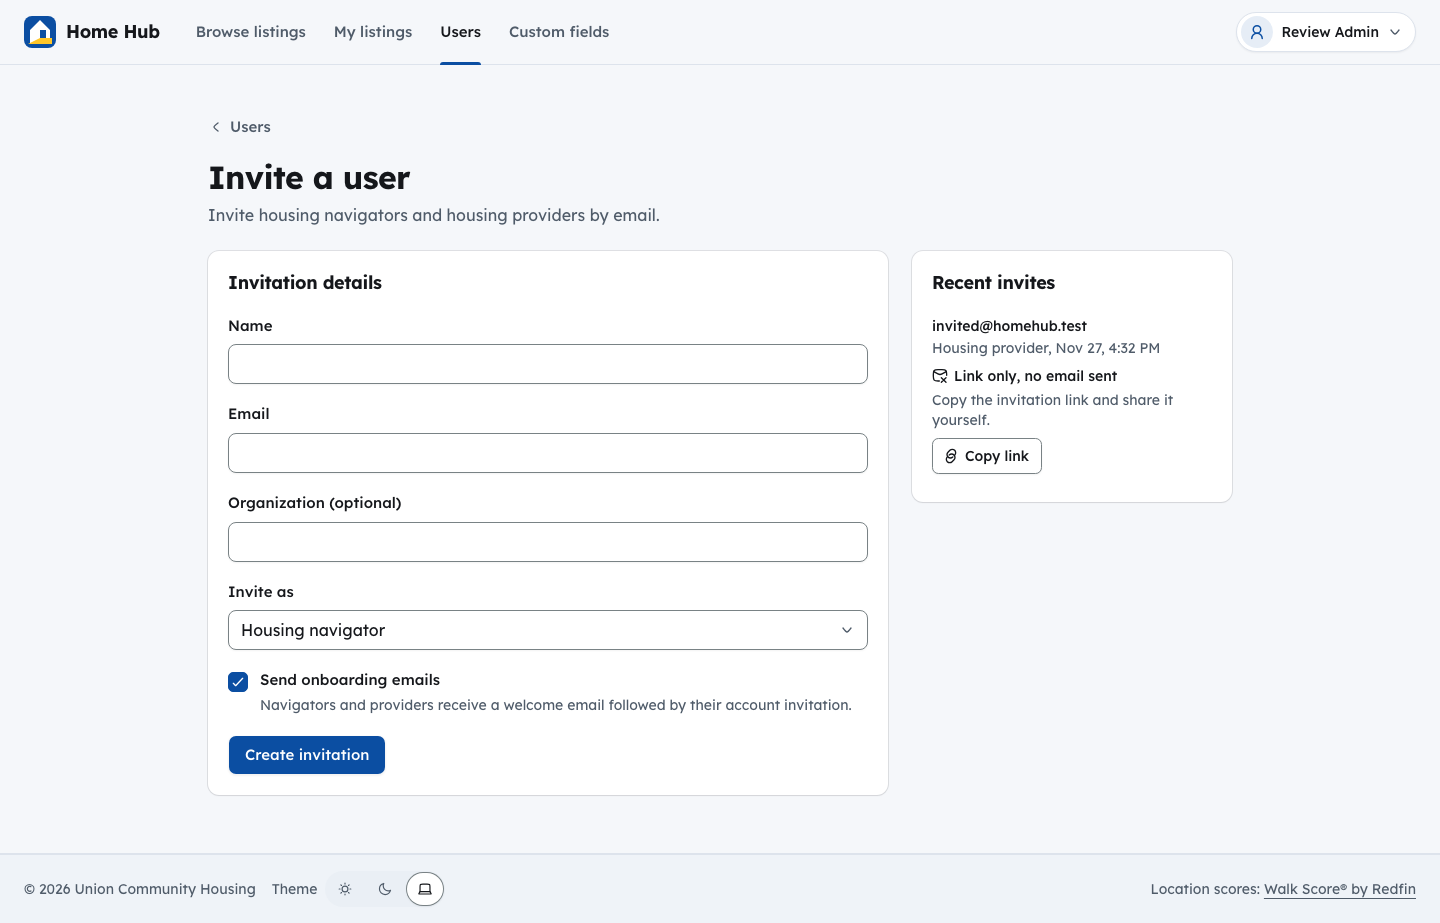 Home Hub
Browse listings
My listings
Users
Custom fields
Review Admin
Users
Invite a user
Invite housing navigators and housing providers by email.
Invitation details
Name
Email
Organization (optional)
Invite as
Housing navigator
Send onboarding emails
Navigators and providers receive a welcome email followed by their account invitation.
Create invitation
Recent invites
invited@homehub.test
Housing provider, Nov 27, 4:32 PM
Link only, no email sent
Copy the invitation link and share it
yourself.
Copy link
© 2026 Union Community Housing
Theme
Location scores: Walk Score® by Redfin